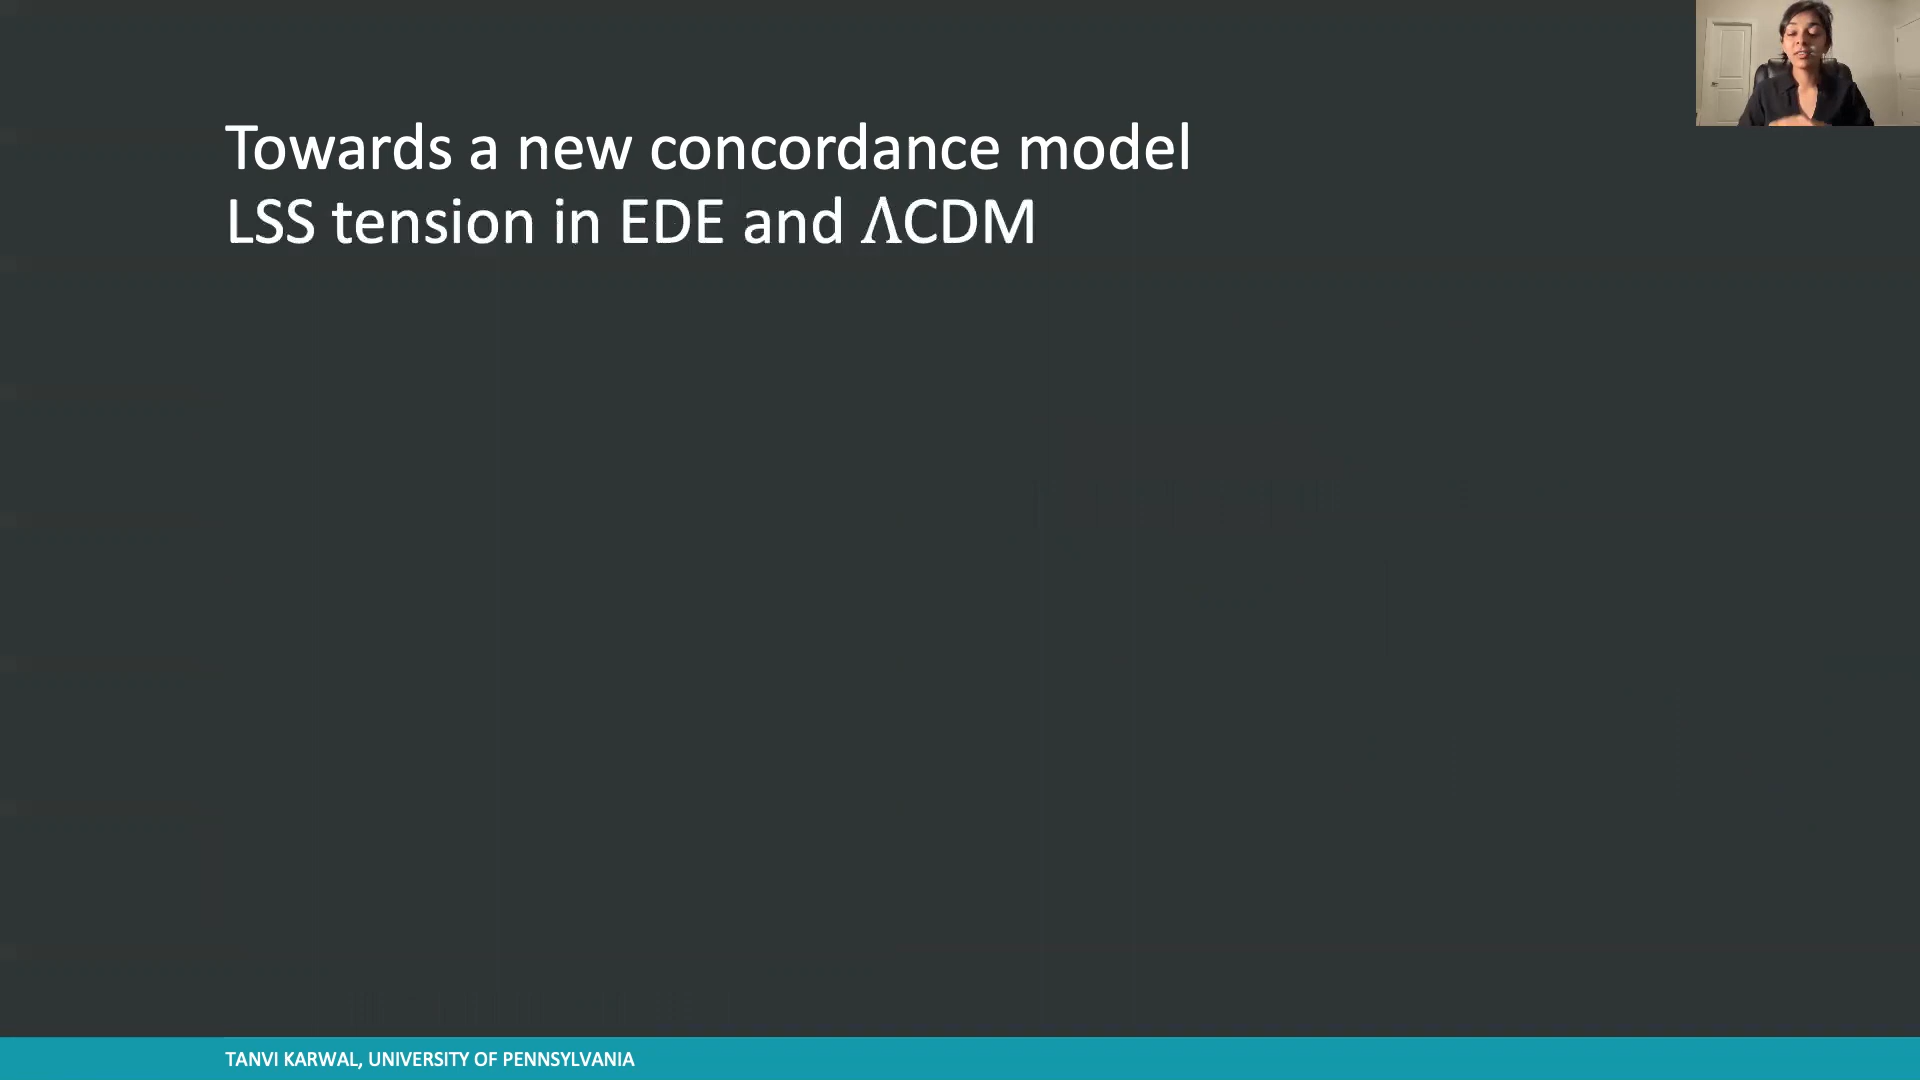 Towards a new concordance model
LSS tension in EDE and ΛCDM
TANVI KARWAL, UNIVERSITY OF PENNSYLVANIA